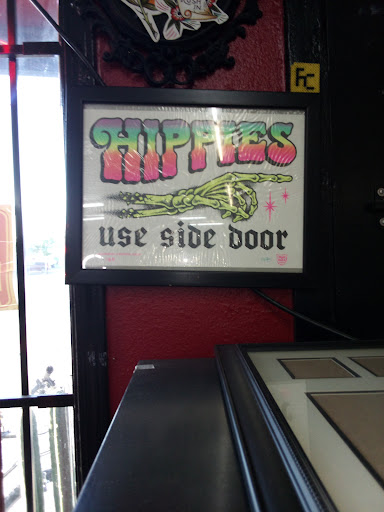 FC
HIPPIES
use side door